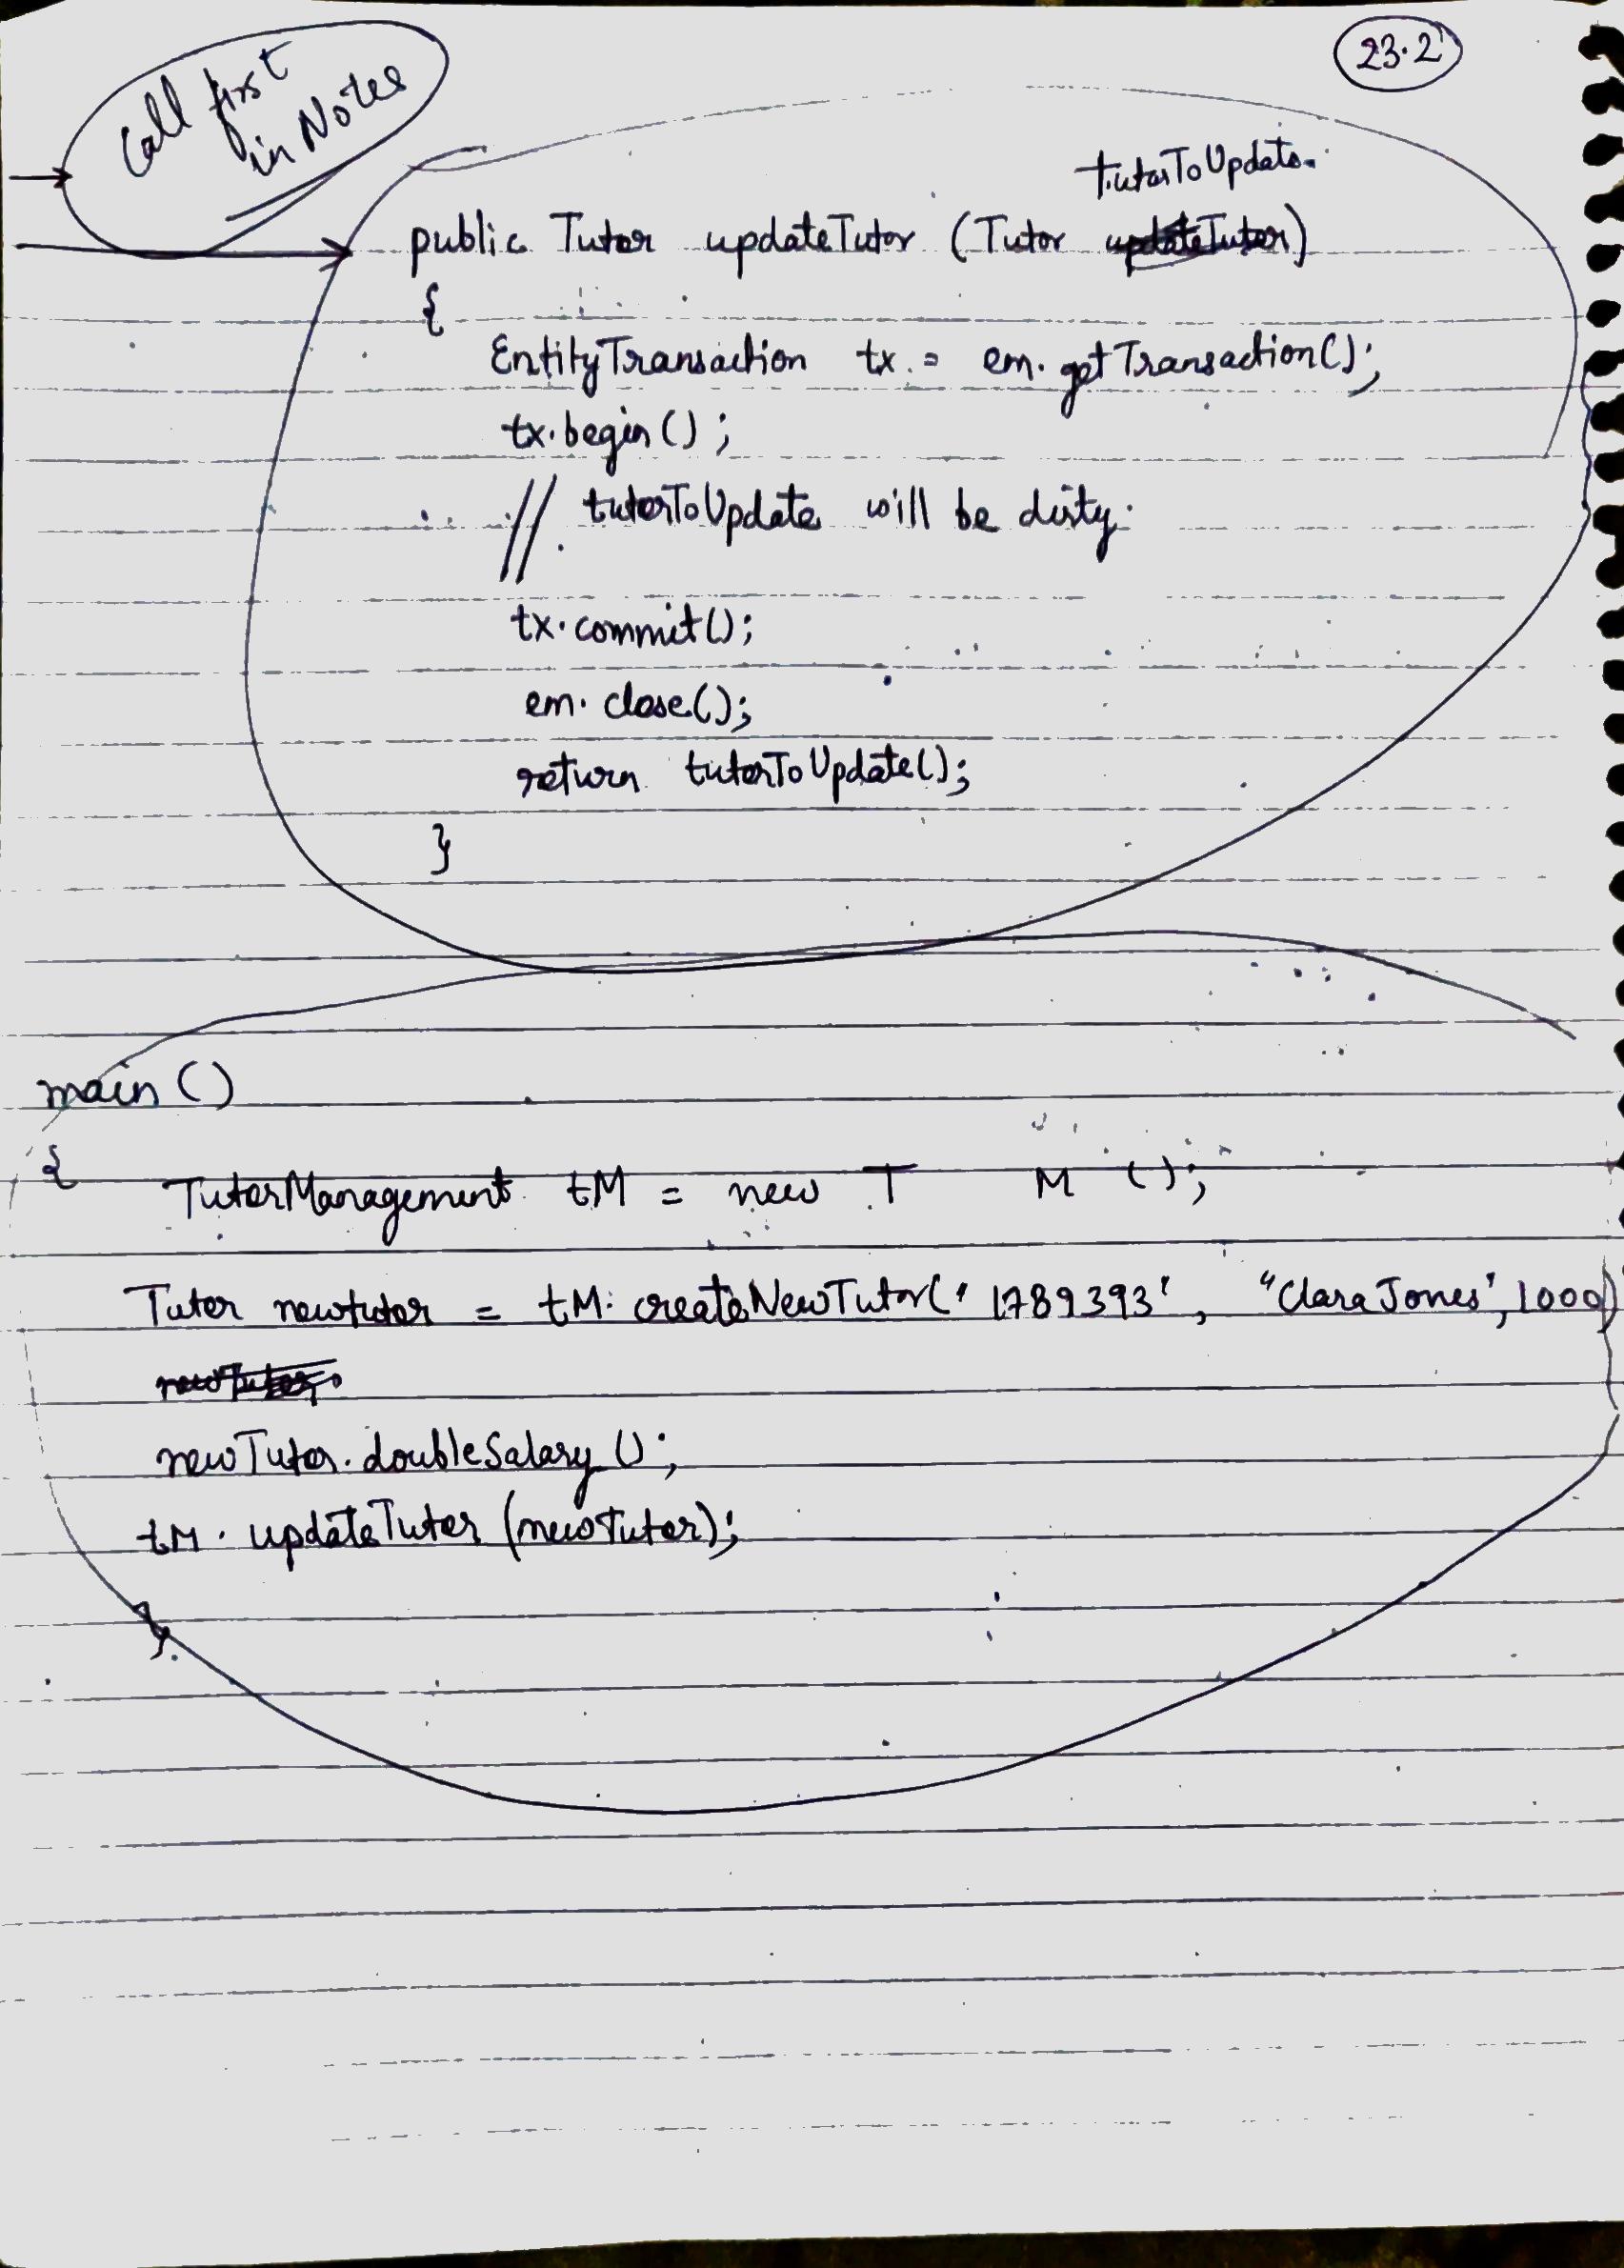 23.2
Call first
in Notes
tutorToUpdate.
public Tutor updateTutor (Tutor updateTutor)
{
EntityTransaction tx = em.getTransaction();
tx.begin();
// tutorToUpdate will be dirty.
tx.commit();
em.close();
return tutorToUpdate();
}
main ()
{
TutorManagement tM = new T M ();
Tutor newtutor = tM.createNewTutor(' 1789393', "Clara Jones', 1000)
newTutor.
newTutor.doubleSalary ();
tM.updateTutor (newTutor);
}